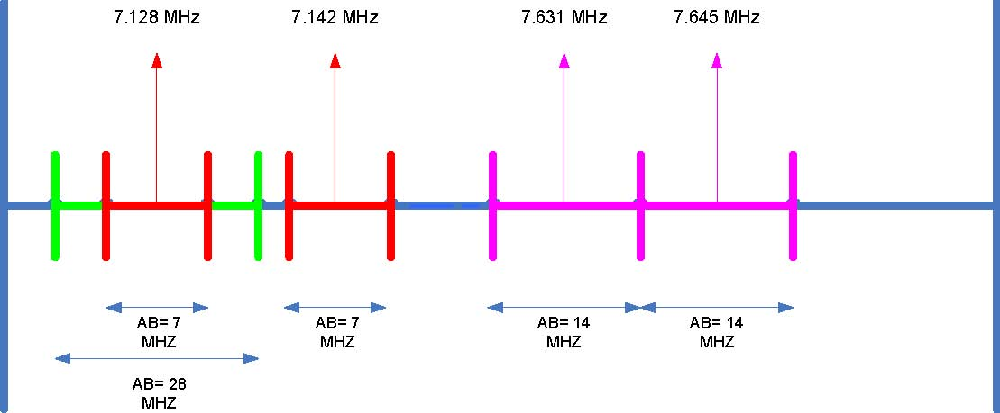 7.128 MHz
7.142 MHz
7.631 MHz
7.645 MHz
AB= 7
MHZ
AB= 7
MHZ
AB= 14
MHZ
AB= 14
MHZ
AB= 28
MHZ